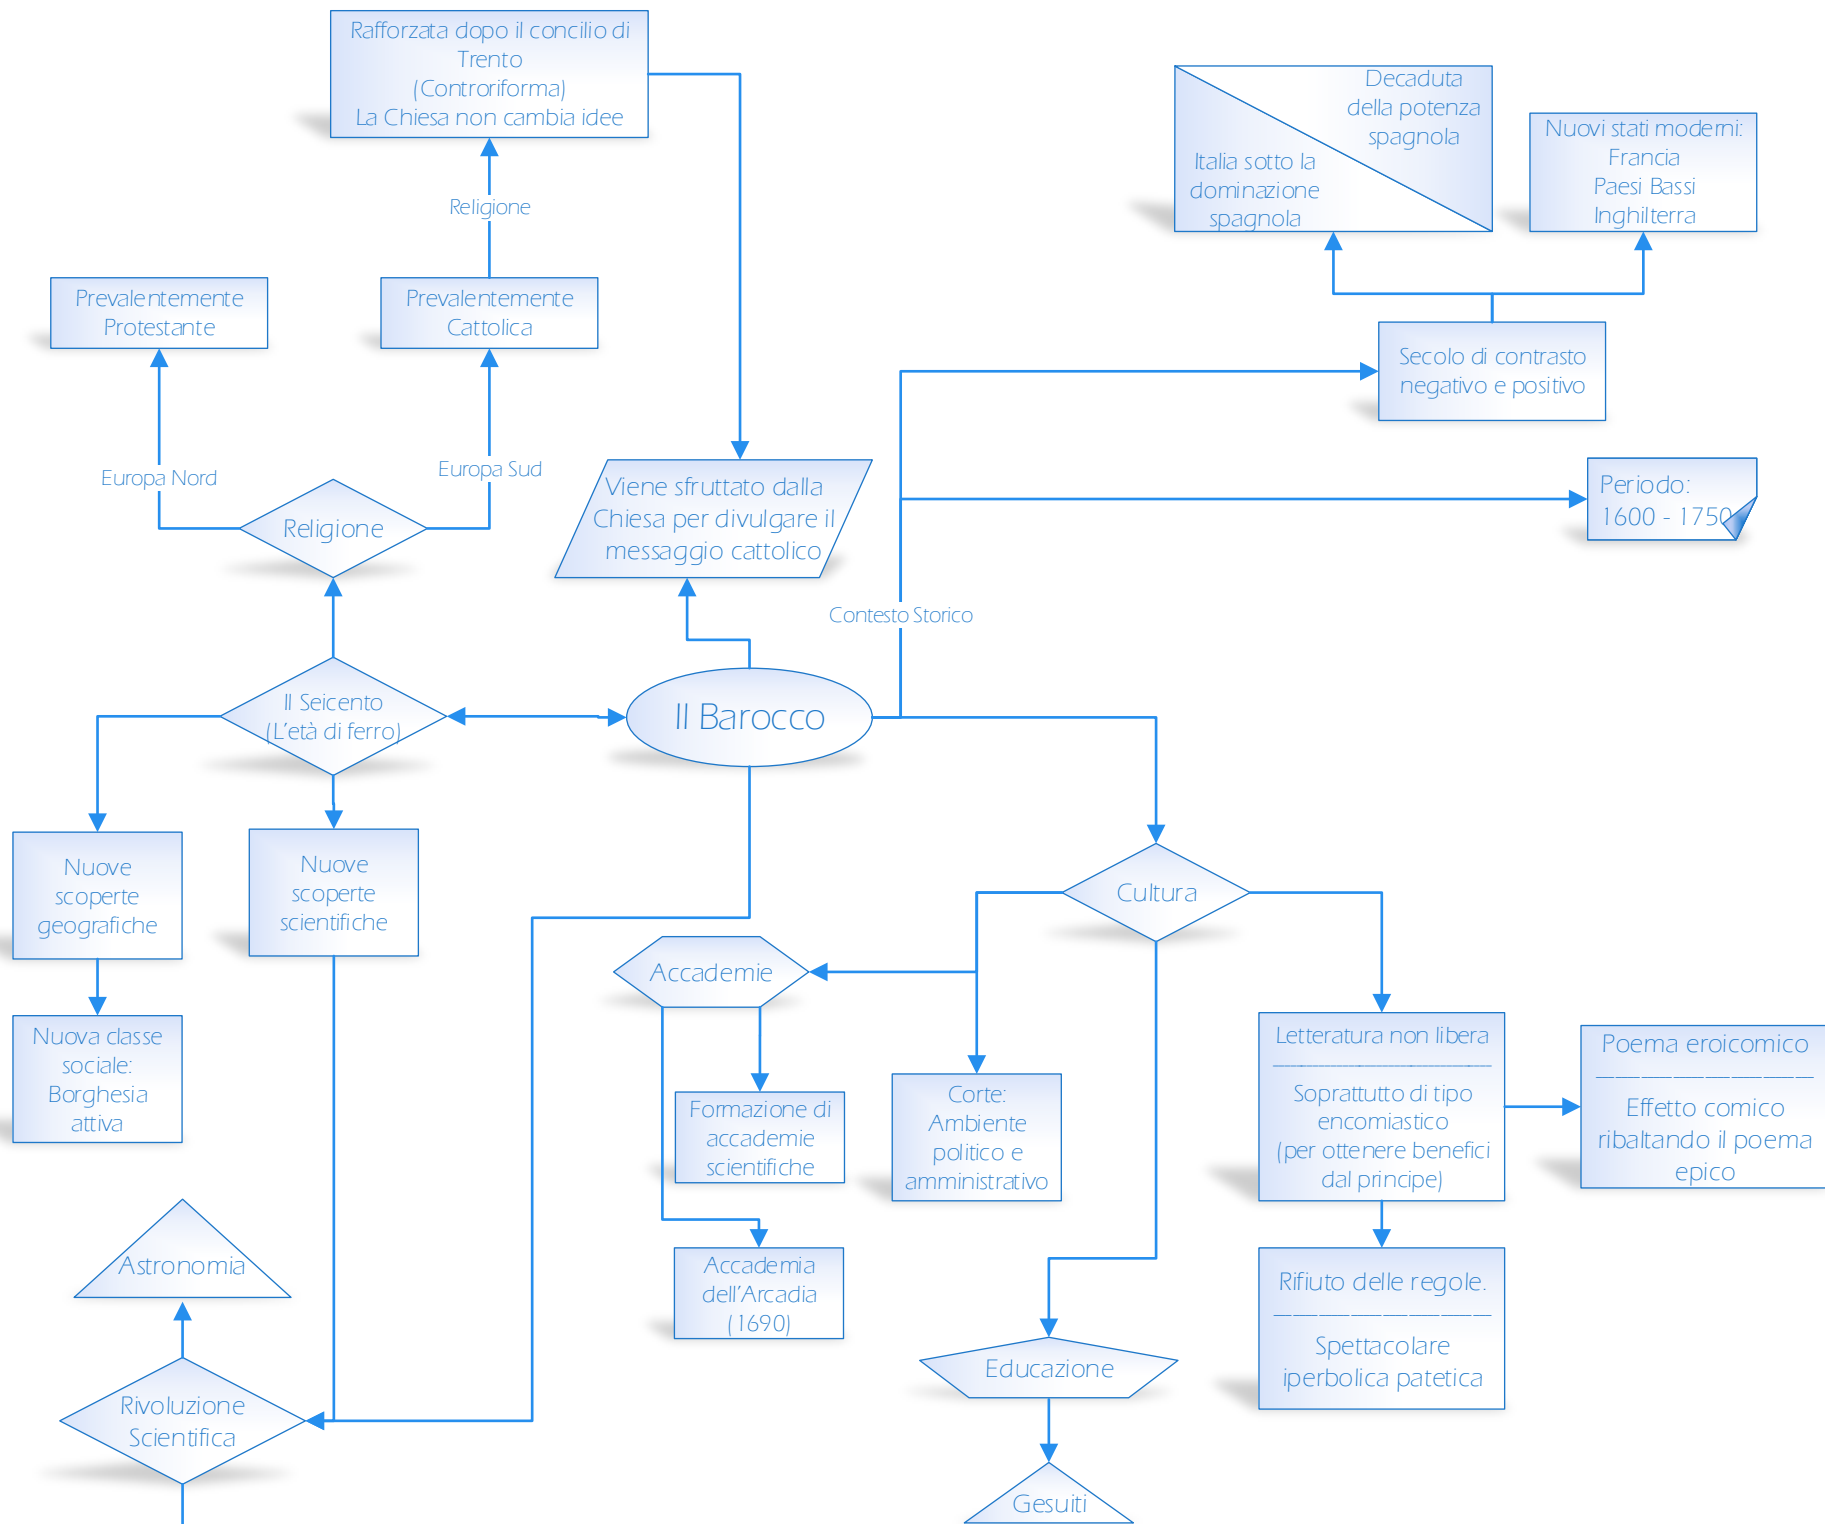 Rafforzata dopo il concilio di
Trento
(Controriforma)
La Chiesa non cambia idee
Decaduta
della potenza
spagnola
Italia sotto la
dominazione
spagnola
Nuovi stati moderni:
Francia
Paesi Bassi
Inghilterra
Religione
Prevalentemente
Protestante
Prevalentemente
Cattolica
Secolo di contrasto
negativo e positivo
Europa Nord
Europa Sud
Religione
Viene sfruttato dalla
Chiesa per divulgare il
messaggio cattolico
Periodo:
1600 - 1750
Contesto Storico
Il Seicento
(L'età di ferro)
Il Barocco
Nuove
scoperte
geografiche
Nuove
scoperte
scientifiche
Cultura
Accademie
Nuova classe
sociale:
Borghesia
attiva
Formazione di
accademie
scientifiche
Corte:
Ambiente
politico e
amministrativo
Letteratura non libera
Soprattutto di tipo
encomiastico
(per ottenere benefici
dal principe)
Poema eroicomico
Effetto comico
ribaltando il poema
epico
Astronomia
Accademia
dell'Arcadia
(1690)
Rifiuto delle regole.
Spettacolare
iperbolica patetica
Educazione
Rivoluzione
Scientifica
Gesuiti